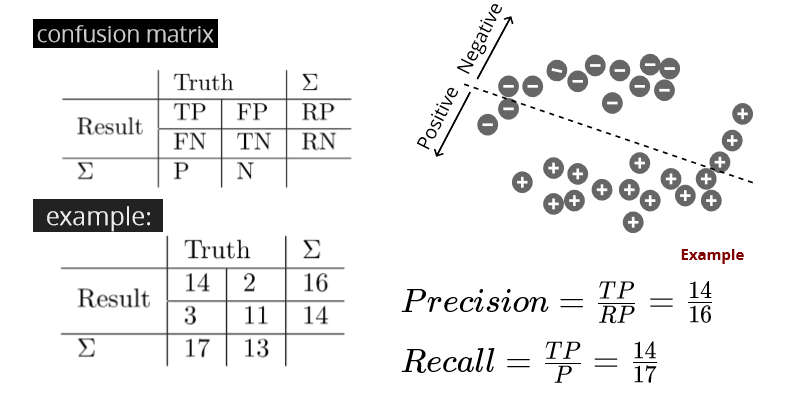 confusion matrix
Truth Σ
Result TP FP RP
FN TN RN
Σ P N
example:
Truth Σ
Result 14 2 16
3 11 14
Σ 17 13
Negative
Positive
Example
Precision = TP/RP = 14/16
Recall = TP/P = 14/17